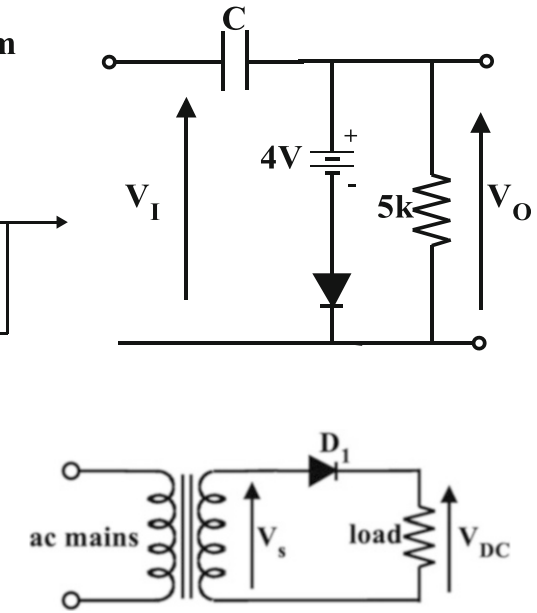 C
m
+
4V
-
V_I
5k
V_O
D_1
ac mains
V_s
load
V_DC